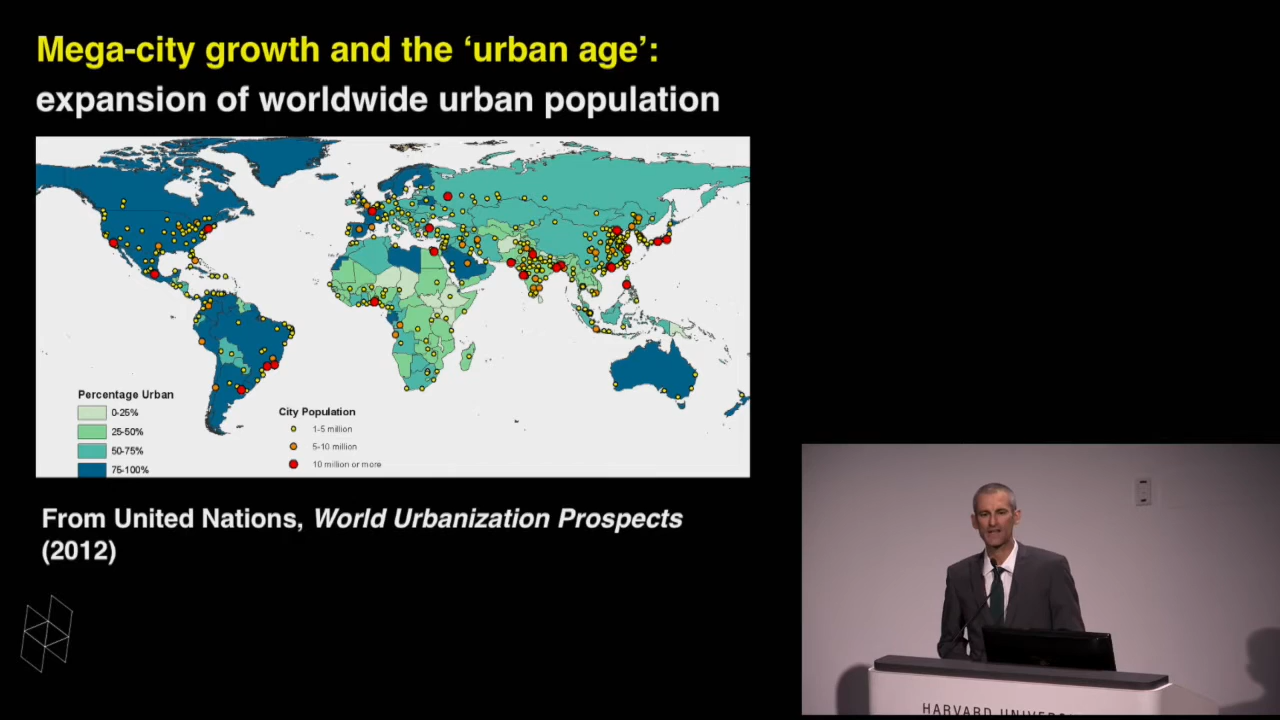 Mega-city growth and the ‘urban age’:
expansion of worldwide urban population
Percentage Urban
0-25%
25-50%
50-75%
75-100%
City Population
1-5 million
5-10 million
10 million or more
From United Nations, World Urbanization Prospects
(2012)
HARVARD